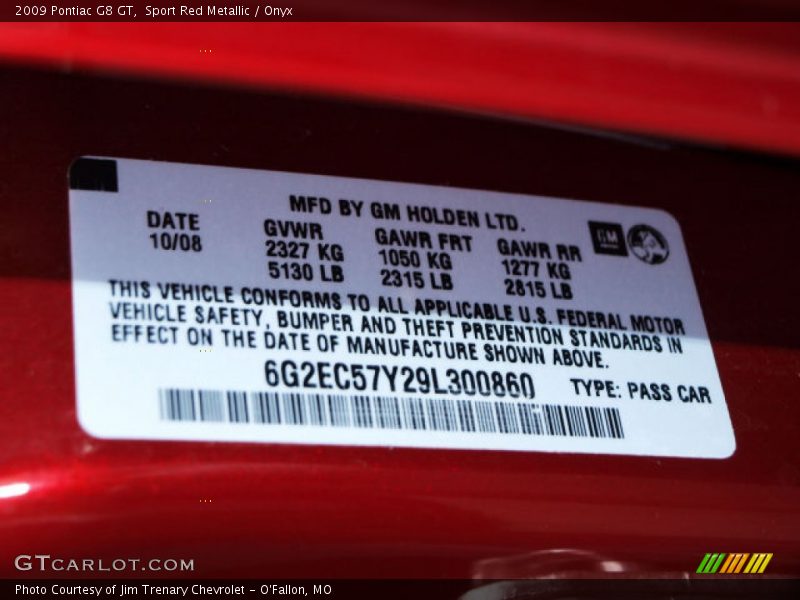 2009 Pontiac G8 GT, Sport Red Metallic / Onyx
MFD BY GM HOLDEN LTD.
DATE GVWR GAWR FRT GAWR RR GM
10/08 2327 KG 1050 KG 1277 KG
5130 LB 2315 LB 2815 LB
THIS VEHICLE CONFORMS TO ALL APPLICABLE U.S. FEDERAL MOTOR
VEHICLE SAFETY, BUMPER AND THEFT PREVENTION STANDARDS IN
EFFECT ON THE DATE OF MANUFACTURE SHOWN ABOVE.
6G2EC57Y29L300860 TYPE: PASS CAR
GTCARLOT.COM
Photo Courtesy of Jim Trenary Chevrolet - O'Fallon, MO